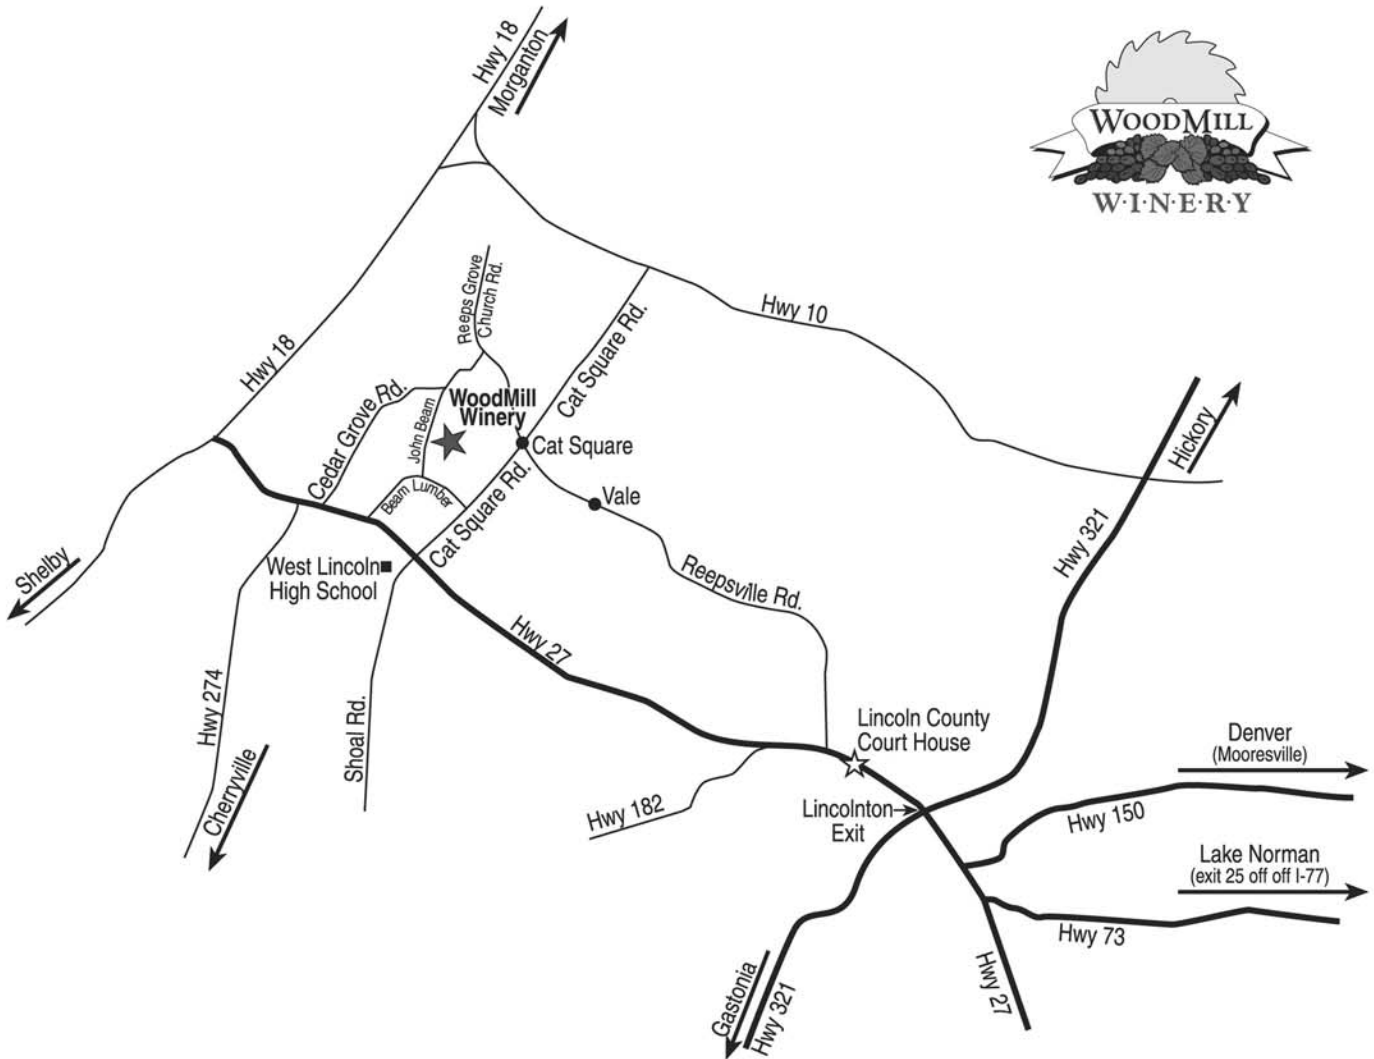 Hwy 18
Morganton
WOODMILL
W·I·N·E·R·Y
Reeps Grove
Church Rd.
Hwy 10
Cat Square Rd.
Hwy 18
Cedar Grove Rd.
John Beam
WoodMill
Winery
Cat Square
Hickory
Beam Lumber
Cat Square Rd.
Vale
Hwy 321
Shelby
West Lincoln
High School
Reepsville Rd.
Hwy 27
Hwy 274
Shoal Rd.
Cherryville
Lincoln County
Court House
Denver
(Mooresville)
Hwy 182
Lincolnton
Exit
Hwy 150
Lake Norman
(exit 25 off off I-77)
Hwy 73
Gastonia
Hwy 321
Hwy 27